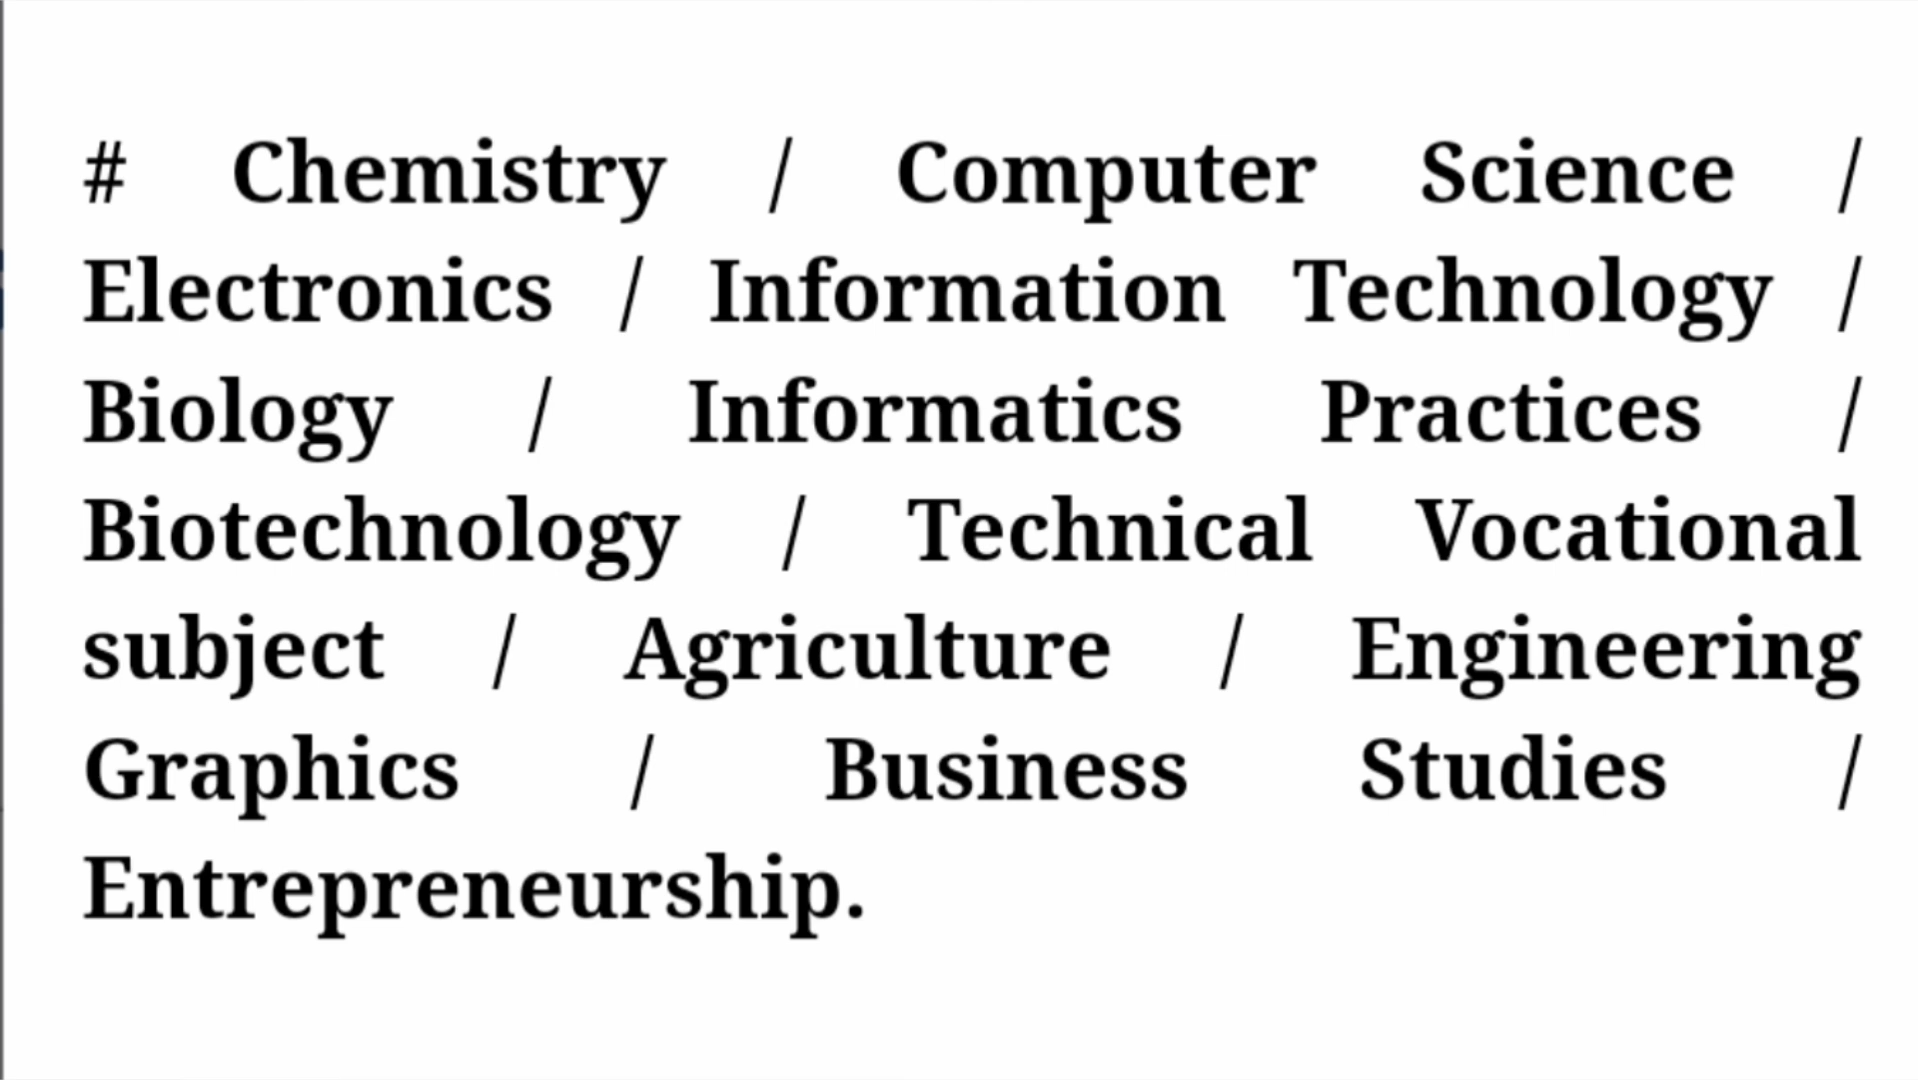 # Chemistry / Computer Science /
Electronics / Information Technology /
Biology / Informatics Practices /
Biotechnology / Technical Vocational
subject / Agriculture / Engineering
Graphics / Business Studies /
Entrepreneurship.